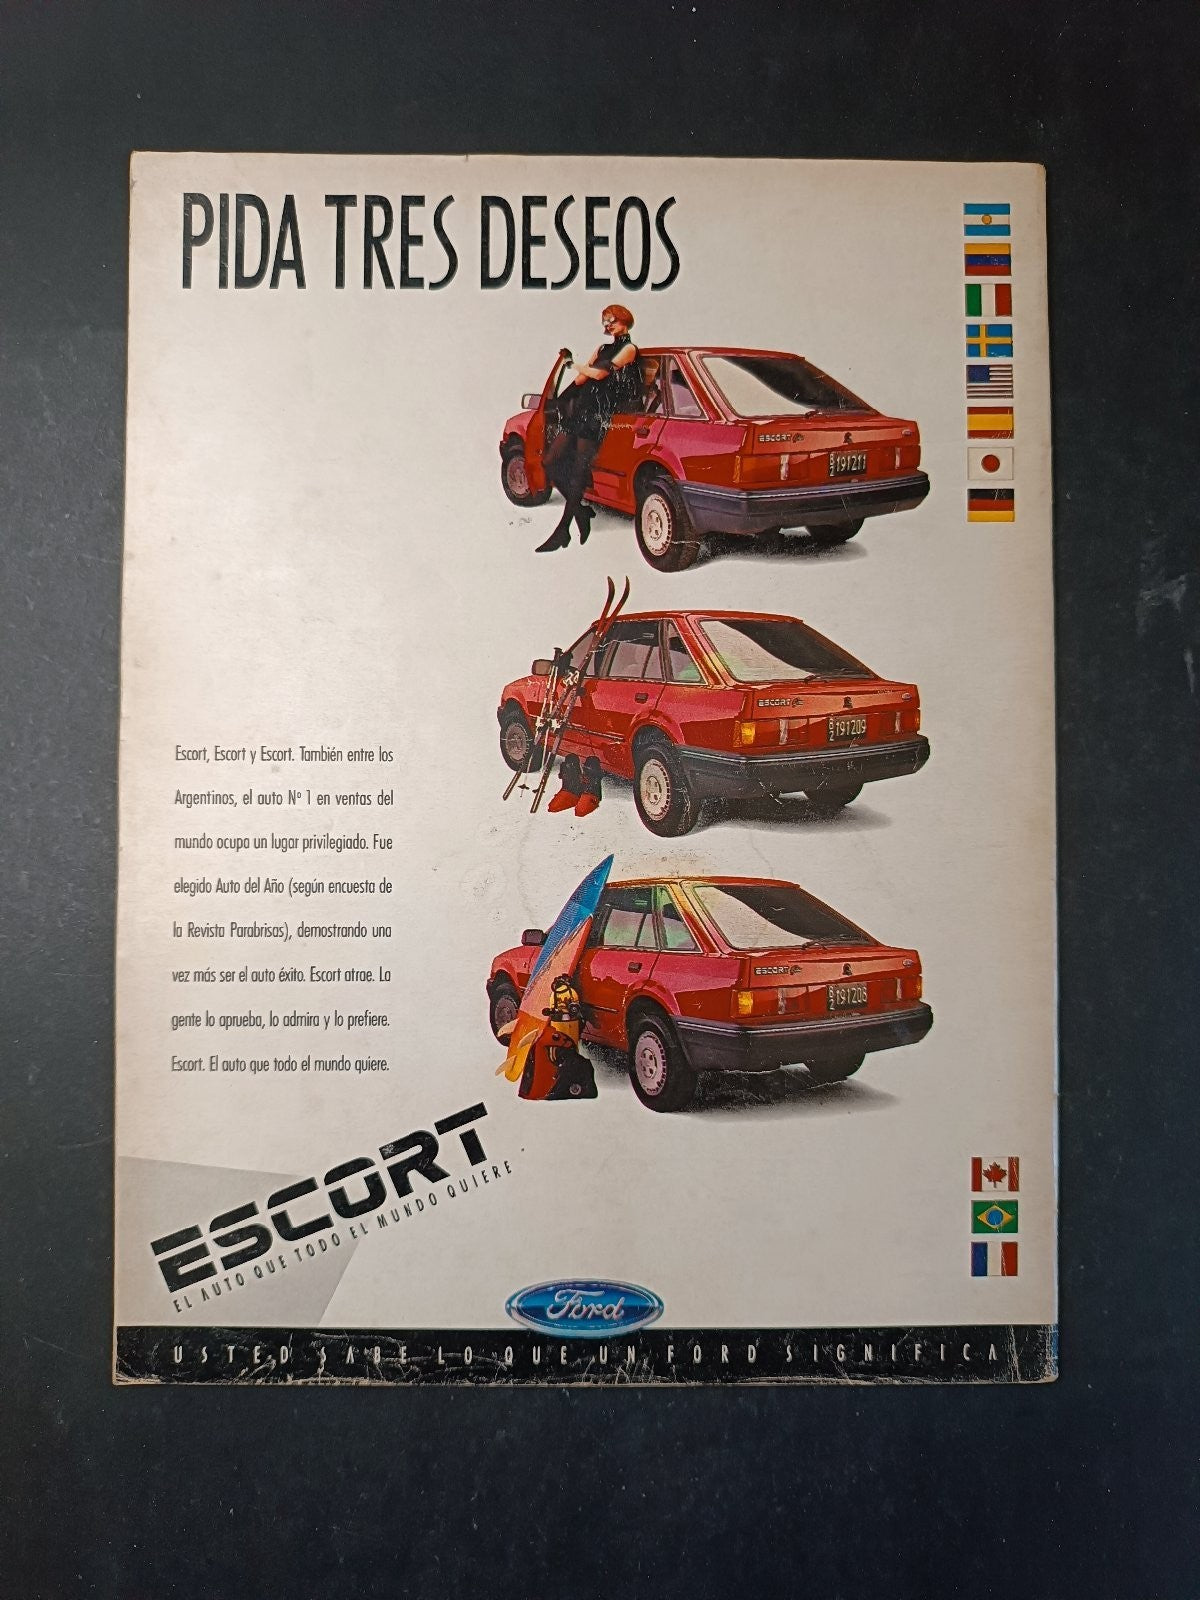 PIDA TRES DESEOS
ESCORT
191211
ESCORT
191209
ESCORT
191208
Escort, Escort y Escort. También entre los
Argentinos, el auto Nº 1 en ventas del
mundo ocupa un lugar privilegiado. Fue
elegido Auto del Año (según encuesta de
la Revista Parabrisas), demostrando una
vez más ser el auto éxito. Escort atrae. La
gente lo aprueba, lo admira y lo prefiere.
Escort. El auto que todo el mundo quiere.
ESCORT
EL AUTO QUE TODO EL MUNDO QUIERE
Ford
USTED SABE LO QUE UN FORD SIGNIFICA